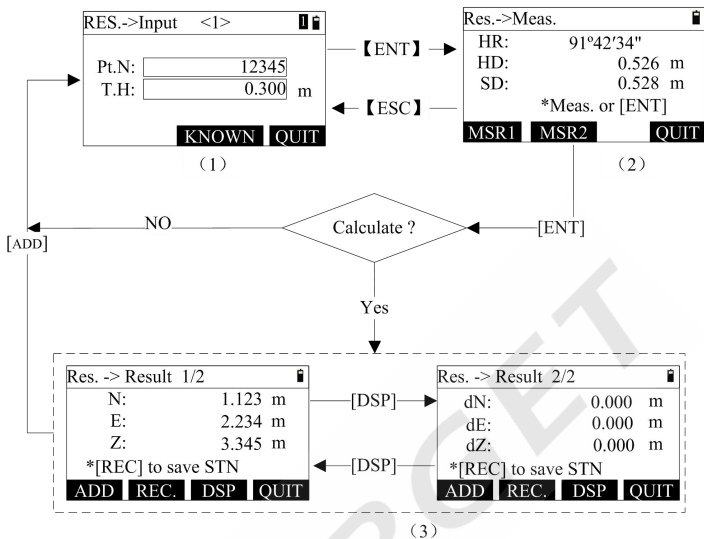 RES.->Input <1> 1
Pt.N: 12345
T.H: 0.300 m
KNOWN QUIT
（1）
【ENT】
【ESC】
Res.->Meas.
HR: 91º42′34"
HD: 0.526 m
SD: 0.528 m
*Meas. or [ENT]
MSR1 MSR2 QUIT
（2）
[ADD]
NO
Calculate ?
[ENT]
Yes
Res. -> Result 1/2
N: 1.123 m
E: 2.234 m
Z: 3.345 m
*[REC] to save STN
ADD REC. DSP QUIT
[DSP]
[DSP]
Res. -> Result 2/2
dN: 0.000 m
dE: 0.000 m
dZ: 0.000 m
*[REC] to save STN
ADD REC. DSP QUIT
（3）